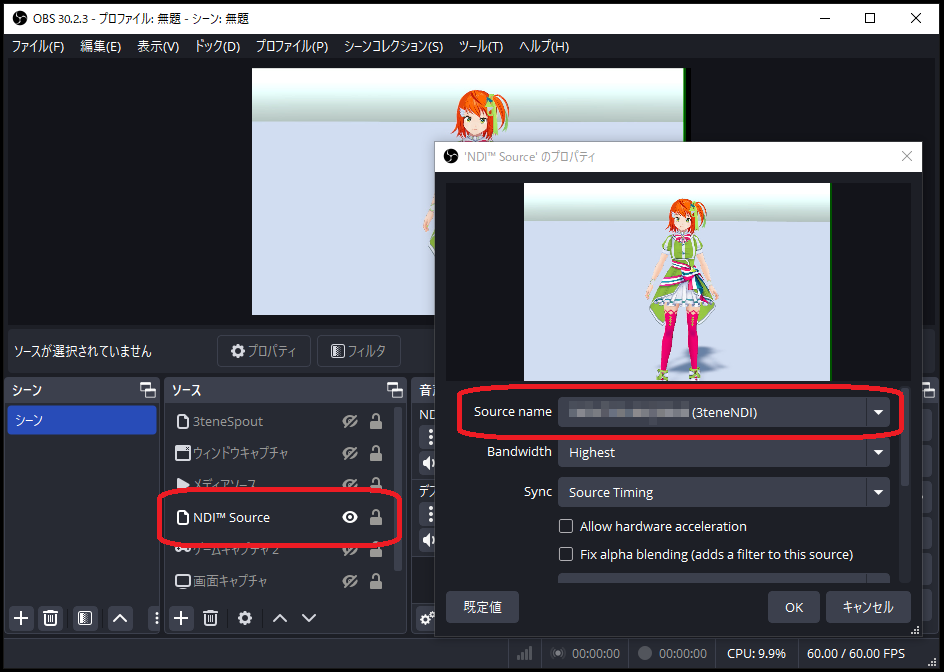 OBS 30.2.3 - プロファイル: 無題 - シーン: 無題
ファイル(F) 編集(E) 表示(V) ドック(D) プロファイル(P) シーンコレクション(S) ツール(T) ヘルプ(H)
'NDI™ Source' のプロパティ
ソースが選択されていません
プロパティ
フィルタ
シーン
シーン
ソース
3teneSpout
ウィンドウキャプチャ
メディアソース
NDI™ Source
ゲームキャプチャ 2
画面キャプチャ
Source name (3teneNDI)
Bandwidth Highest
Sync Source Timing
Allow hardware acceleration
Fix alpha blending (adds a filter to this source)
既定値
OK
キャンセル
00:00:00
00:00:00
CPU: 9.9%
60.00 / 60.00 FPS